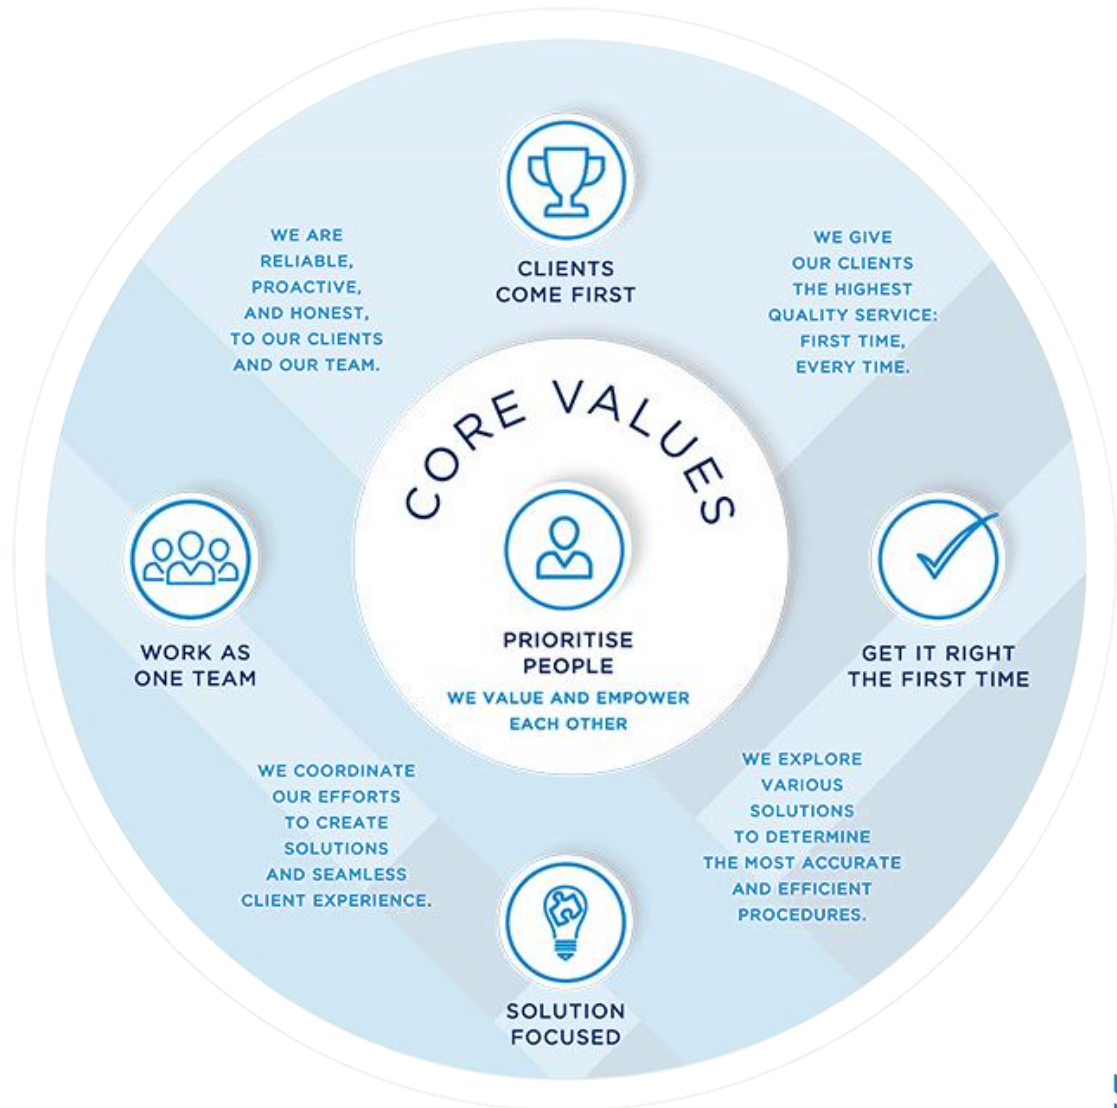 CLIENTS
COME FIRST
WE ARE
RELIABLE,
PROACTIVE,
AND HONEST,
TO OUR CLIENTS
AND OUR TEAM.
WE GIVE
OUR CLIENTS
THE HIGHEST
QUALITY SERVICE:
FIRST TIME,
EVERY TIME.
CORE VALUES
PRIORITISE
PEOPLE
WE VALUE AND EMPOWER
EACH OTHER
WORK AS
ONE TEAM
GET IT RIGHT
THE FIRST TIME
WE COORDINATE
OUR EFFORTS
TO CREATE
SOLUTIONS
AND SEAMLESS
CLIENT EXPERIENCE.
WE EXPLORE
VARIOUS
SOLUTIONS
TO DETERMINE
THE MOST ACCURATE
AND EFFICIENT
PROCEDURES.
SOLUTION
FOCUSED